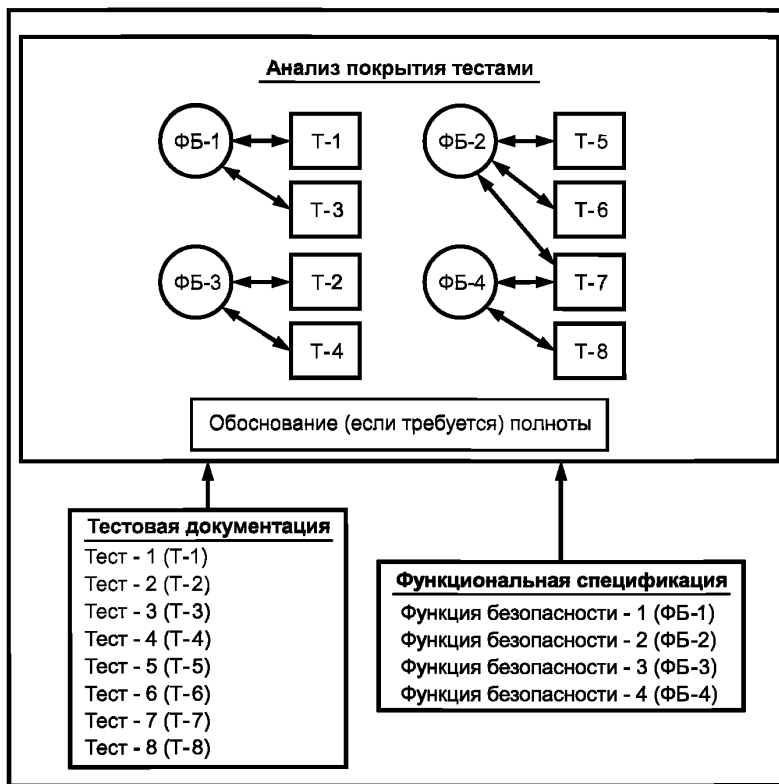 Анализ покрытия тестами
ФБ-1
Т-1
ФБ-2
Т-5
Т-3
Т-6
ФБ-3
Т-2
ФБ-4
Т-7
Т-4
Т-8
Обоснование (если требуется) полноты
Тестовая документация
Тест - 1 (Т-1)
Тест - 2 (Т-2)
Тест - 3 (Т-3)
Тест - 4 (Т-4)
Тест - 5 (Т-5)
Тест - 6 (Т-6)
Тест - 7 (Т-7)
Тест - 8 (Т-8)
Функциональная спецификация
Функция безопасности - 1 (ФБ-1)
Функция безопасности - 2 (ФБ-2)
Функция безопасности - 3 (ФБ-3)
Функция безопасности - 4 (ФБ-4)